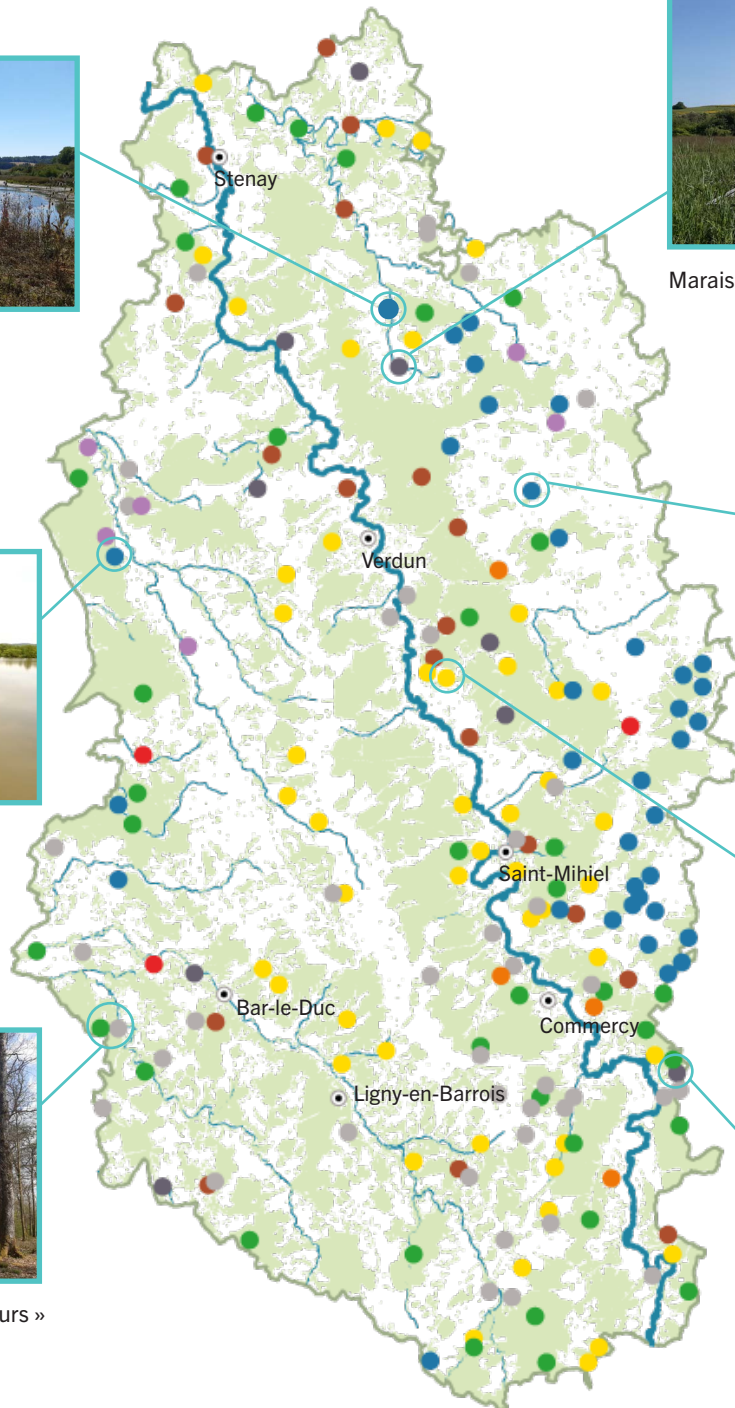 Stenay
Marais
Verdun
Saint-Mihiel
Bar-le-Duc
Commercy
Ligny-en-Barrois
urs »